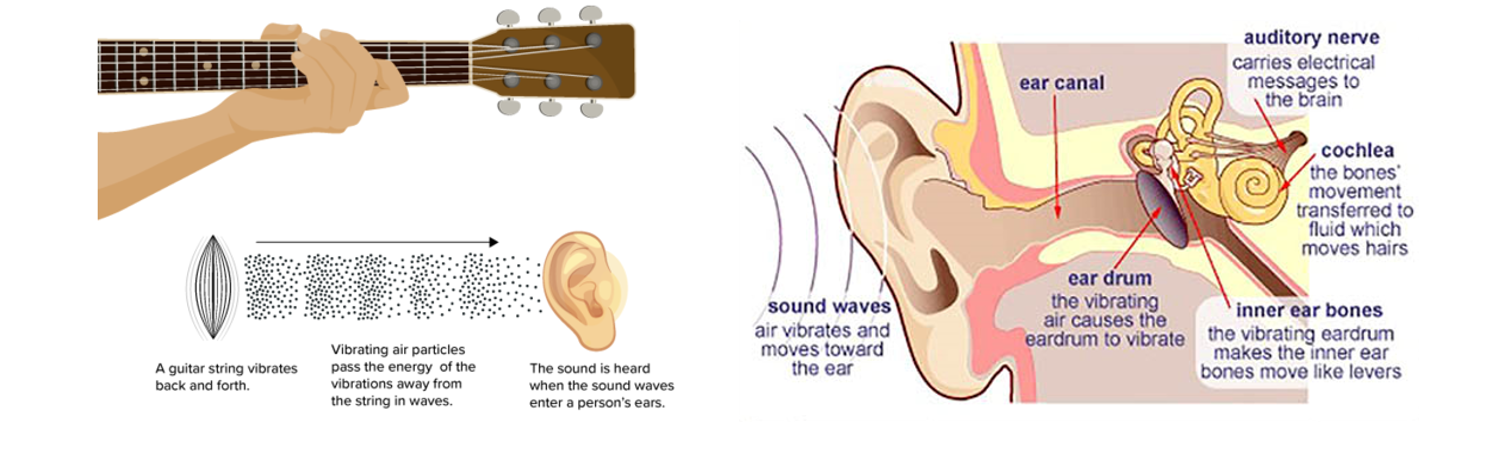 A guitar string vibrates
back and forth.
Vibrating air particles
pass the energy of the
vibrations away from
the string in waves.
The sound is heard
when the sound waves
enter a person's ears.
sound waves
air vibrates and
moves toward
the ear
ear canal
ear drum
the vibrating
air causes the
eardrum to vibrate
auditory nerve
carries electrical
messages to
the brain
cochlea
the bones'
movement
transferred to
fluid which
moves hairs
inner ear bones
the vibrating eardrum
makes the inner ear
bones move like levers